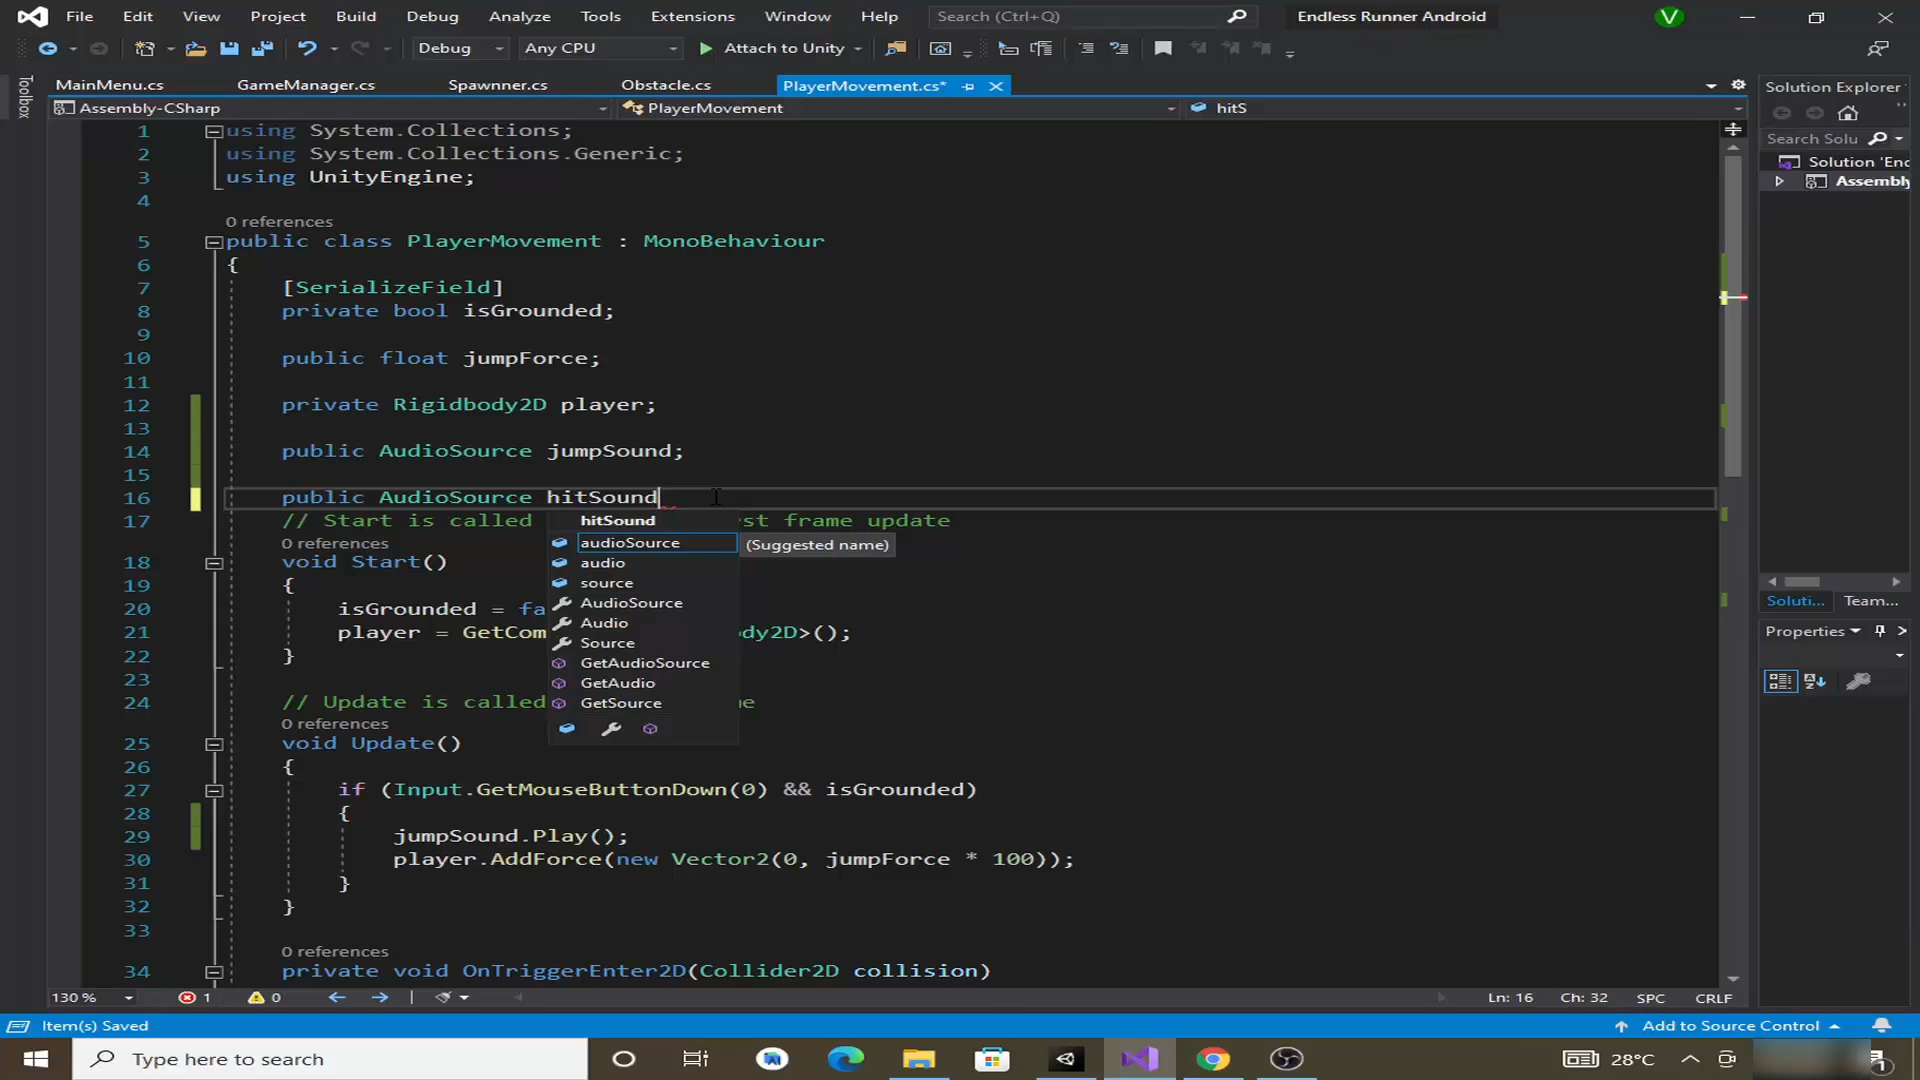 File Edit View Project Build Debug Analyze Tools Extensions Window Help Search (Ctrl+Q) Endless Runner Android V
Debug Any CPU Attach to Unity
MainMenu.cs GameManager.cs Spawnner.cs Obstacle.cs PlayerMovement.cs*
Toolbox
Assembly-CSharp PlayerMovement hitS
1 using System.Collections;
2 using System.Collections.Generic;
3 using UnityEngine;
4
0 references
5 public class PlayerMovement : MonoBehaviour
6 {
7 [SerializeField]
8 private bool isGrounded;
9
10 public float jumpForce;
11
12 private Rigidbody2D player;
13
14 public AudioSource jumpSound;
15
16 public AudioSource hitSound
17 // Start is called st frame update
0 references
18 void Start()
19 {
20 isGrounded = fa
21 player = GetCom dy2D>();
22 }
23
24 // Update is called e
0 references
25 void Update()
26 {
27 if (Input.GetMouseButtonDown(0) && isGrounded)
28 {
29 jumpSound.Play();
30 player.AddForce(new Vector2(0, jumpForce * 100));
31 }
32 }
33
0 references
34 private void OnTriggerEnter2D(Collider2D collision)
hitSound
audioSource (Suggested name)
audio
source
AudioSource
Audio
Source
GetAudioSource
GetAudio
GetSource
Solution Explorer
Search Solu
Solution 'End
Assembly
Soluti... Team...
Properties
130 % 1 0 Ln: 16 Ch: 32 SPC CRLF
Item(s) Saved Add to Source Control
Type here to search 28°C 1